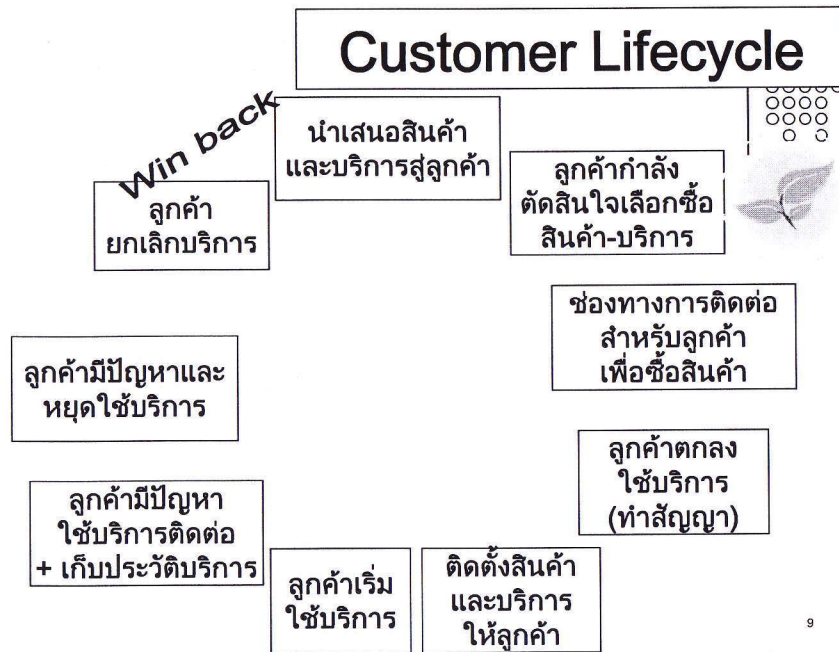 Customer Lifecycle
Win back
นำเสนอสินค้า
และบริการสู่ลูกค้า
ลูกค้ากำลัง
ตัดสินใจเลือกซื้อ
สินค้า-บริการ
ช่องทางการติดต่อ
สำหรับลูกค้า
เพื่อซื้อสินค้า
ลูกค้าตกลง
ใช้บริการ
(ทำสัญญา)
ติดตั้งสินค้า
และบริการ
ให้ลูกค้า
ลูกค้าเริ่ม
ใช้บริการ
ลูกค้ามีปัญหา
ใช้บริการติดต่อ
+ เก็บประวัติบริการ
ลูกค้ามีปัญหาและ
หยุดใช้บริการ
ลูกค้า
ยกเลิกบริการ
9